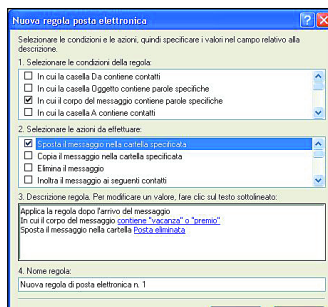 Nuova regola posta elettronica
Selezionare le condizioni e le azioni, quindi specificare i valori nel campo relativo alla
descrizione.
1. Selezionare le condizioni della regola:
In cui la casella Da contiene contatti
In cui la casella Oggetto contiene parole specifiche
In cui il corpo del messaggio contiene parole specifiche
In cui la casella A contiene contatti
2. Selezionare le azioni da effettuare:
Sposta il messaggio nella cartella specificata
Copia il messaggio nella cartella specificata
Elimina il messaggio
Inoltra il messaggio ai seguenti contatti
3. Descrizione regola. Per modificare un valore, fare clic sul testo sottolineato:
Applica la regola dopo l'arrivo del messaggio
In cui il corpo del messaggio contiene "vacanza" o "premio"
Sposta il messaggio nella cartella Posta eliminata
4. Nome regola:
Nuova regola di posta elettronica n. 1